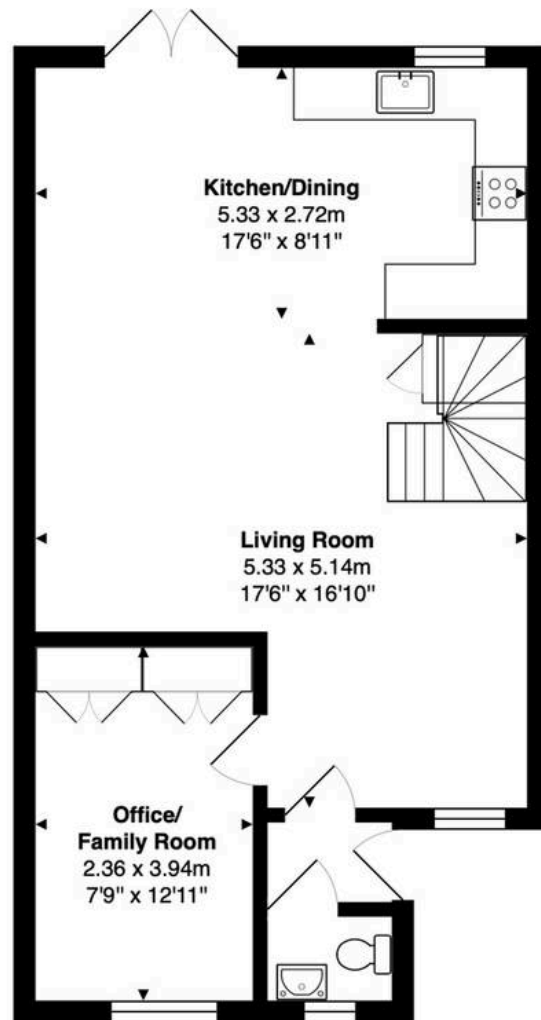 Kitchen/Dining
5.33 x 2.72m
17'6" x 8'11"
Living Room
5.33 x 5.14m
17'6" x 16'10"
Office/
Family Room
2.36 x 3.94m
7'9" x 12'11"